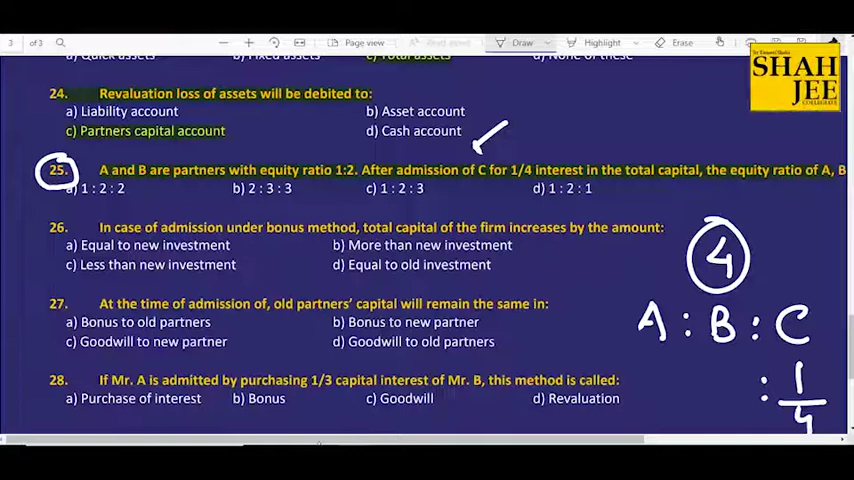 3 of 3 Page view Read aloud Draw Highlight Erase
a) Quick assets b) Fixed assets c) Total assets d) None of these
SHAH
JEE
COLLEGIATE
24. Revaluation loss of assets will be debited to:
a) Liability account b) Asset account
c) Partners capital account d) Cash account
25. A and B are partners with equity ratio 1:2. After admission of C for 1/4 interest in the total capital, the equity ratio of A, B
a) 1 : 2 : 2 b) 2 : 3 : 3 c) 1 : 2 : 3 d) 1 : 2 : 1
26. In case of admission under bonus method, total capital of the firm increases by the amount:
a) Equal to new investment b) More than new investment
c) Less than new investment d) Equal to old investment
4
27. At the time of admission of, old partners' capital will remain the same in:
a) Bonus to old partners b) Bonus to new partner
c) Goodwill to new partner d) Goodwill to old partners
A : B : C
28. If Mr. A is admitted by purchasing 1/3 capital interest of Mr. B, this method is called:
a) Purchase of interest b) Bonus c) Goodwill d) Revaluation
: 1/4